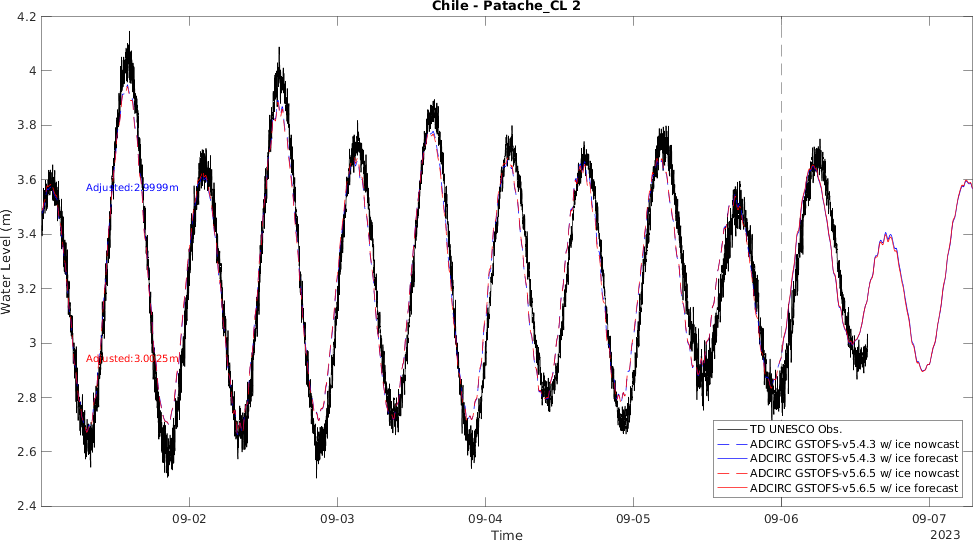 Chile - Patache_CL 2
4.2
4
3.8
3.6
3.4
3.2
3
2.8
2.6
2.4
Water Level (m)
Adjusted:2.9999m
Adjusted:3.0025m
TD UNESCO Obs.
ADCIRC GSTOFS-v5.4.3 w/ ice nowcast
ADCIRC GSTOFS-v5.4.3 w/ ice forecast
ADCIRC GSTOFS-v5.6.5 w/ ice nowcast
ADCIRC GSTOFS-v5.6.5 w/ ice forecast
09-02 09-03 09-04 09-05 09-06 09-07
Time
2023